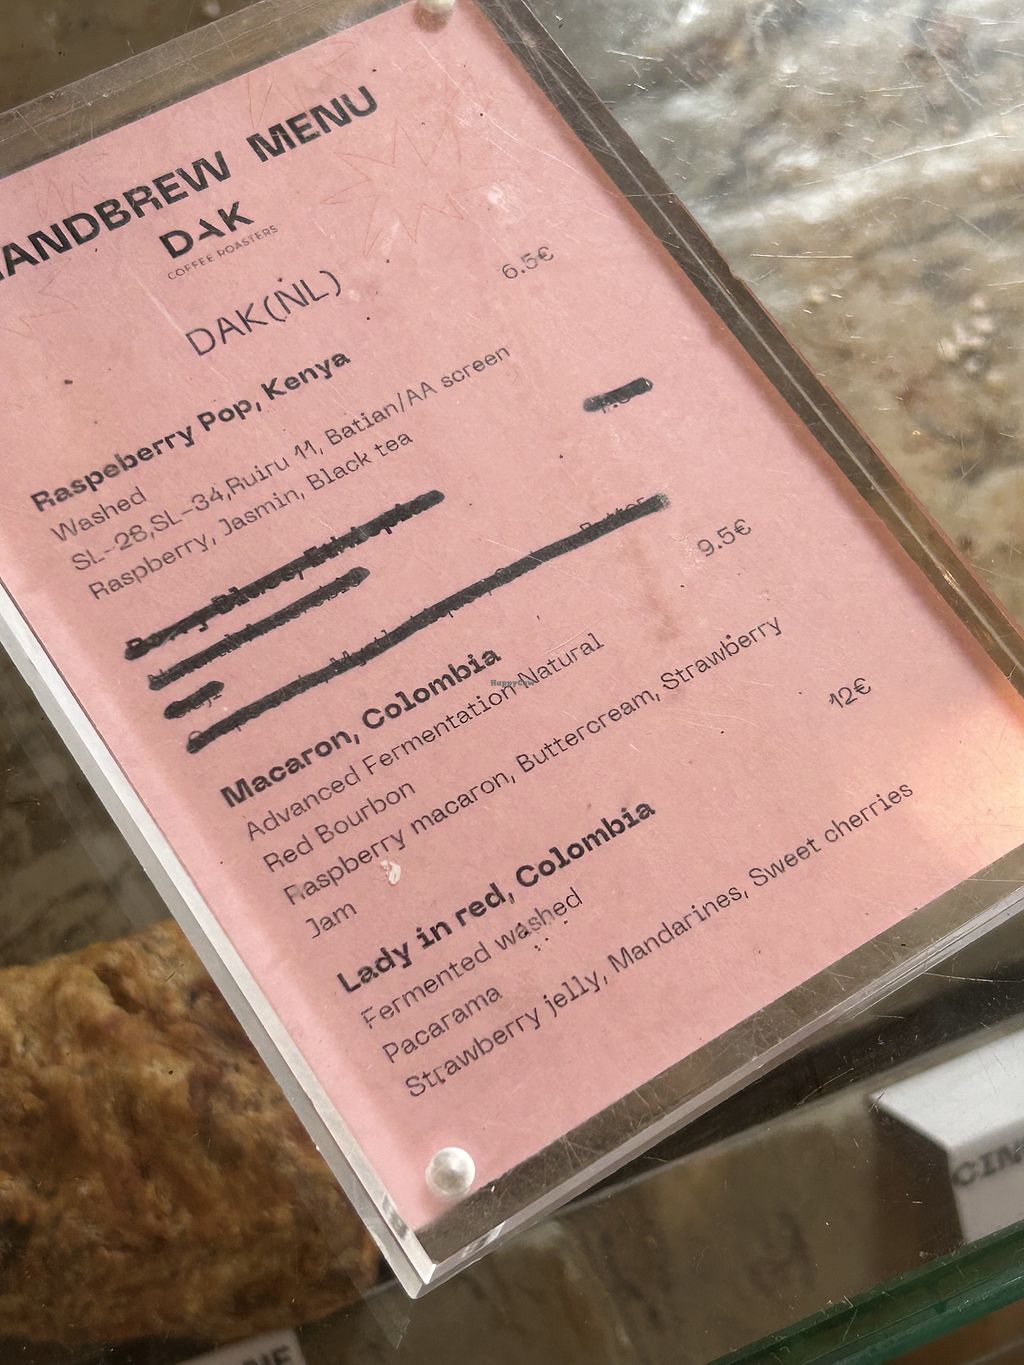 HANDBREW MENU
DAK
COFFEE ROASTERS
DAK(NL)
Raspeberry Pop, Kenya 6.5€
Washed
SL-28,SL-34,Ruiru 11, Batian/AA screen
Raspberry, Jasmin, Black tea
Macaron, Colombia 9.5€
Advanced Fermentation Natural
Red Bourbon
Raspberry macaron, Buttercream, Strawberry
Jam
Lady in red, Colombia 12€
Fermented washed
Pacarama
Strawberry jelly, Mandarines, Sweet cherries
HappyCow